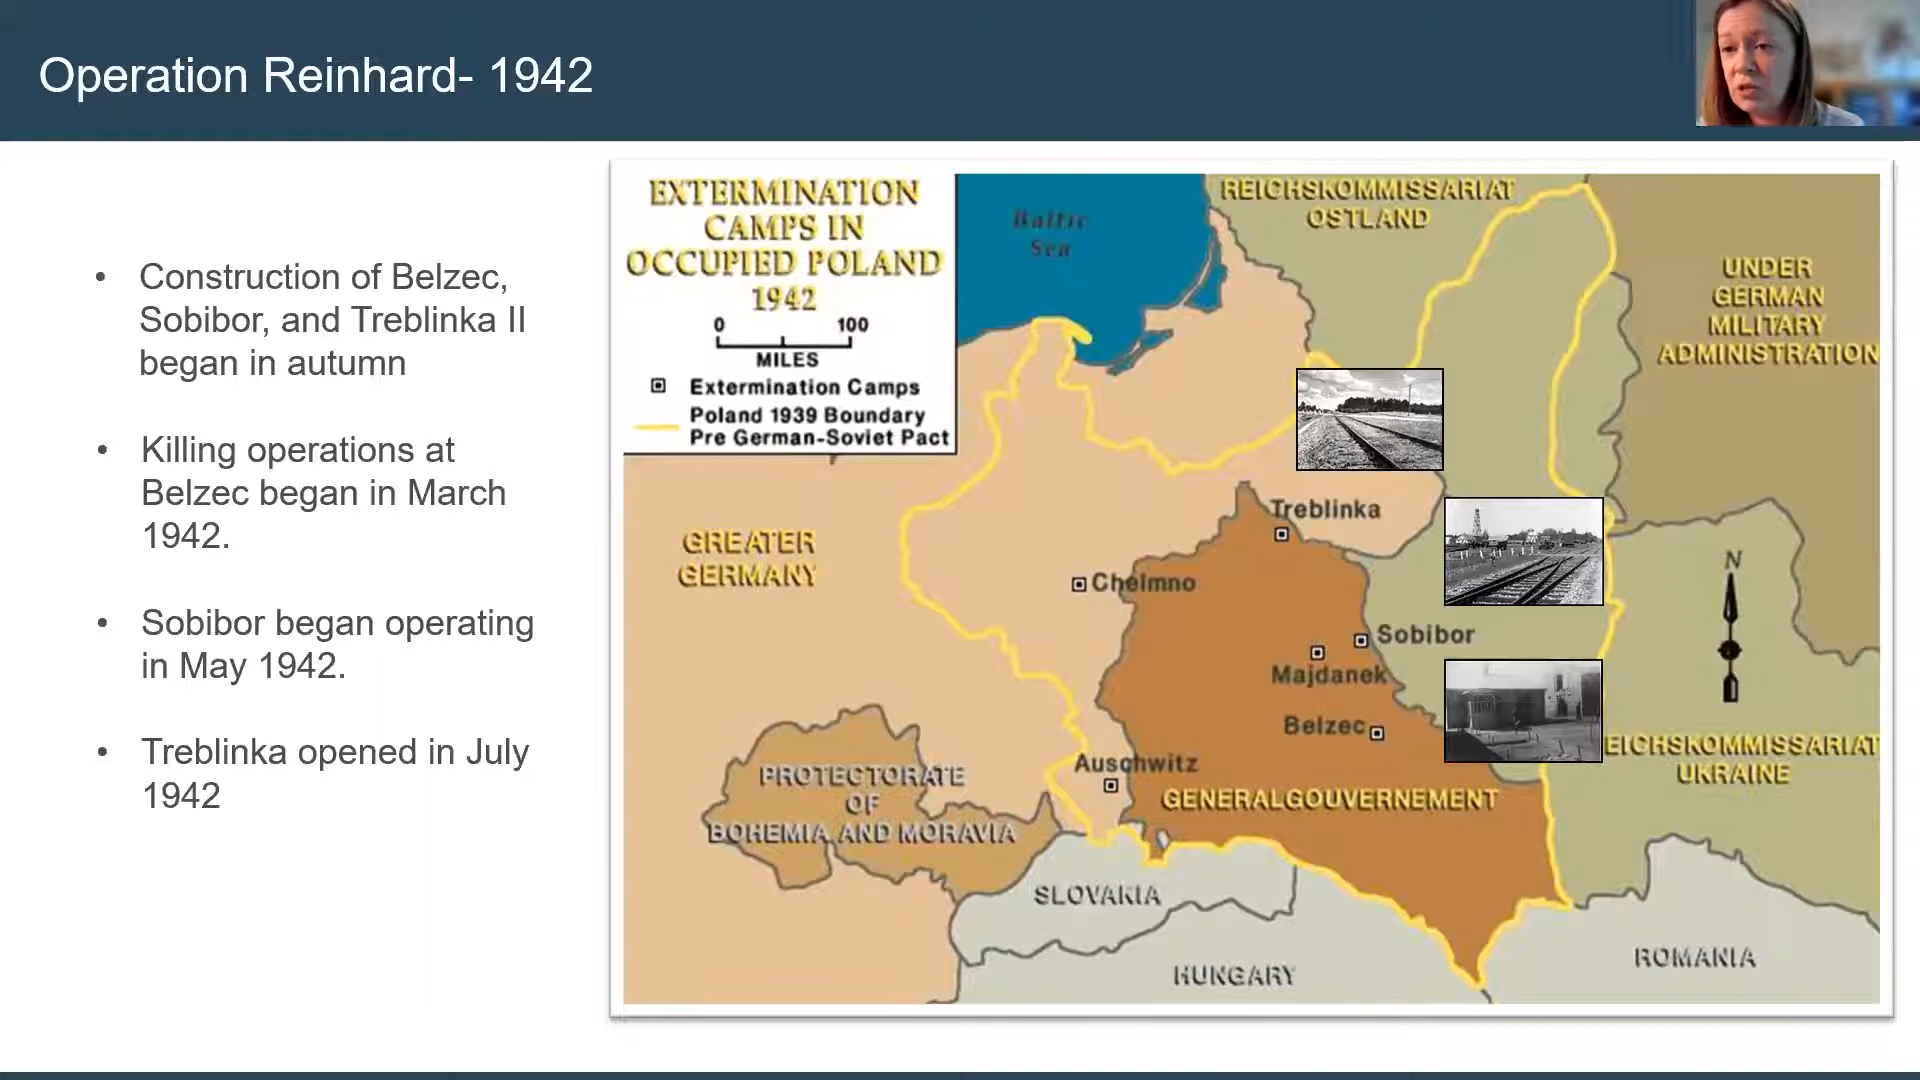 Operation Reinhard- 1942
• Construction of Belzec,
Sobibor, and Treblinka II
began in autumn
• Killing operations at
Belzec began in March
1942.
• Sobibor began operating
in May 1942.
• Treblinka opened in July
1942
EXTERMINATION
CAMPS IN
OCCUPIED POLAND
1942
0 100
MILES
Extermination Camps
Poland 1939 Boundary
Pre German-Soviet Pact
Baltic
Sea
REICHSKOMMISSARIAT
OSTLAND
UNDER
GERMAN
MILITARY
ADMINISTRATION
GREATER
GERMANY
Treblinka
Chelmno
N
Sobibor
Majdanek
Belzec
EICHSKOMMISSARIAT
UKRAINE
Auschwitz
GENERALGOUVERNEMENT
PROTECTORATE
OF
BOHEMIA AND MORAVIA
SLOVAKIA
HUNGARY
ROMANIA